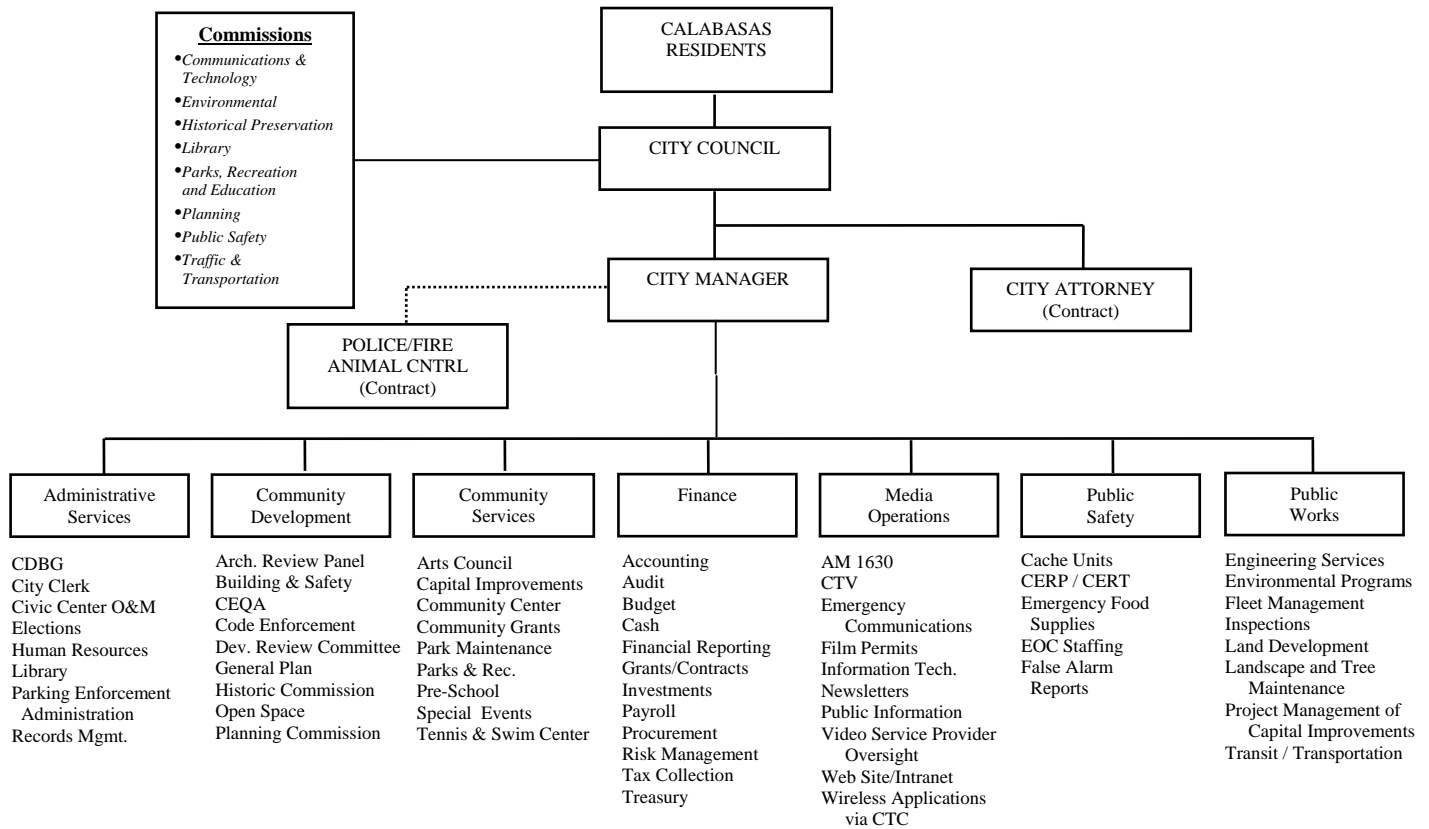 Commissions
•Communications &
Technology
•Environmental
•Historical Preservation
•Library
•Parks, Recreation
and Education
•Planning
•Public Safety
•Traffic &
Transportation
CALABASAS
RESIDENTS
CITY COUNCIL
CITY MANAGER
CITY ATTORNEY
(Contract)
POLICE/FIRE
ANIMAL CNTRL
(Contract)
Administrative
Services
CDBG
City Clerk
Civic Center O&M
Elections
Human Resources
Library
Parking Enforcement
Administration
Records Mgmt.
Community
Development
Arch. Review Panel
Building & Safety
CEQA
Code Enforcement
Dev. Review Committee
General Plan
Historic Commission
Open Space
Planning Commission
Community
Services
Arts Council
Capital Improvements
Community Center
Community Grants
Park Maintenance
Parks & Rec.
Pre-School
Special Events
Tennis & Swim Center
Finance
Accounting
Audit
Budget
Cash
Financial Reporting
Grants/Contracts
Investments
Payroll
Procurement
Risk Management
Tax Collection
Treasury
Media
Operations
AM 1630
CTV
Emergency
Communications
Film Permits
Information Tech.
Newsletters
Public Information
Video Service Provider
Oversight
Web Site/Intranet
Wireless Applications
via CTC
Public
Safety
Cache Units
CERP / CERT
Emergency Food
Supplies
EOC Staffing
False Alarm
Reports
Public
Works
Engineering Services
Environmental Programs
Fleet Management
Inspections
Land Development
Landscape and Tree
Maintenance
Project Management of
Capital Improvements
Transit / Transportation